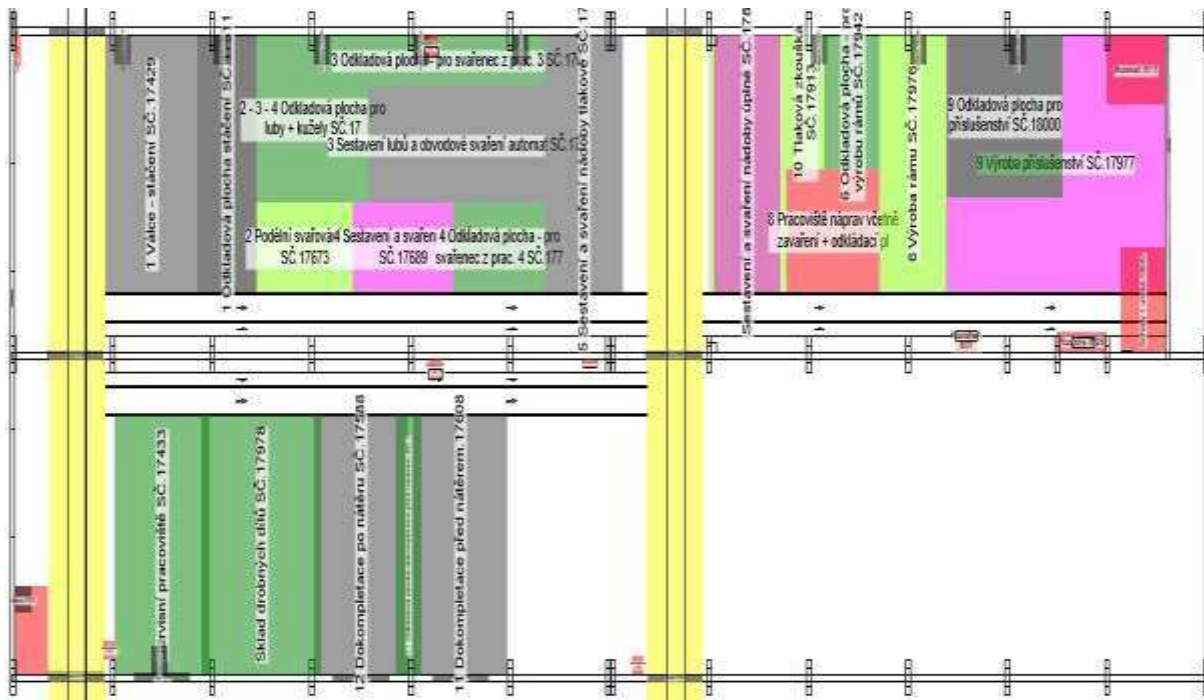 1 Válce - stáčení SČ.17429
1 Odkladová plocha stáčení SČ.
3 Odkladová plocha - pro svařenec z prac. 3 SČ.17
2 - 3 - 4 Odkladová plocha pro
luby + kužely SČ.17
3 Sestavení lubů a obvodové svaření automat SČ.17
2 Podélní svařová
SČ.17673
4 Sestavení a svařen
SČ.17689
4 Odkladová plocha - pro
svařenec z prac. 4 SČ.177
5 Sestavení a svaření nádoby tlakové SČ.17
Sestavení a svaření nádoby úplné SČ.178
10 Tlaková zkouška
SČ.17913
6 Odkladová plocha - pro
výrobu rámů SČ.17942
8 Pracoviště náprav včetně
zavaření + odkládací pl
6 Výroba rámu SČ.17976
9 Odkladová plocha pro
příslušenství SČ.18000
9 Výroba příslušenství SČ.17977
rvisní pracoviště SČ.17433
Sklad drobných dílů SČ.17978
12 Dokompletace po nátěru SČ.17588
11 Dokompletace před nátěrem.17608